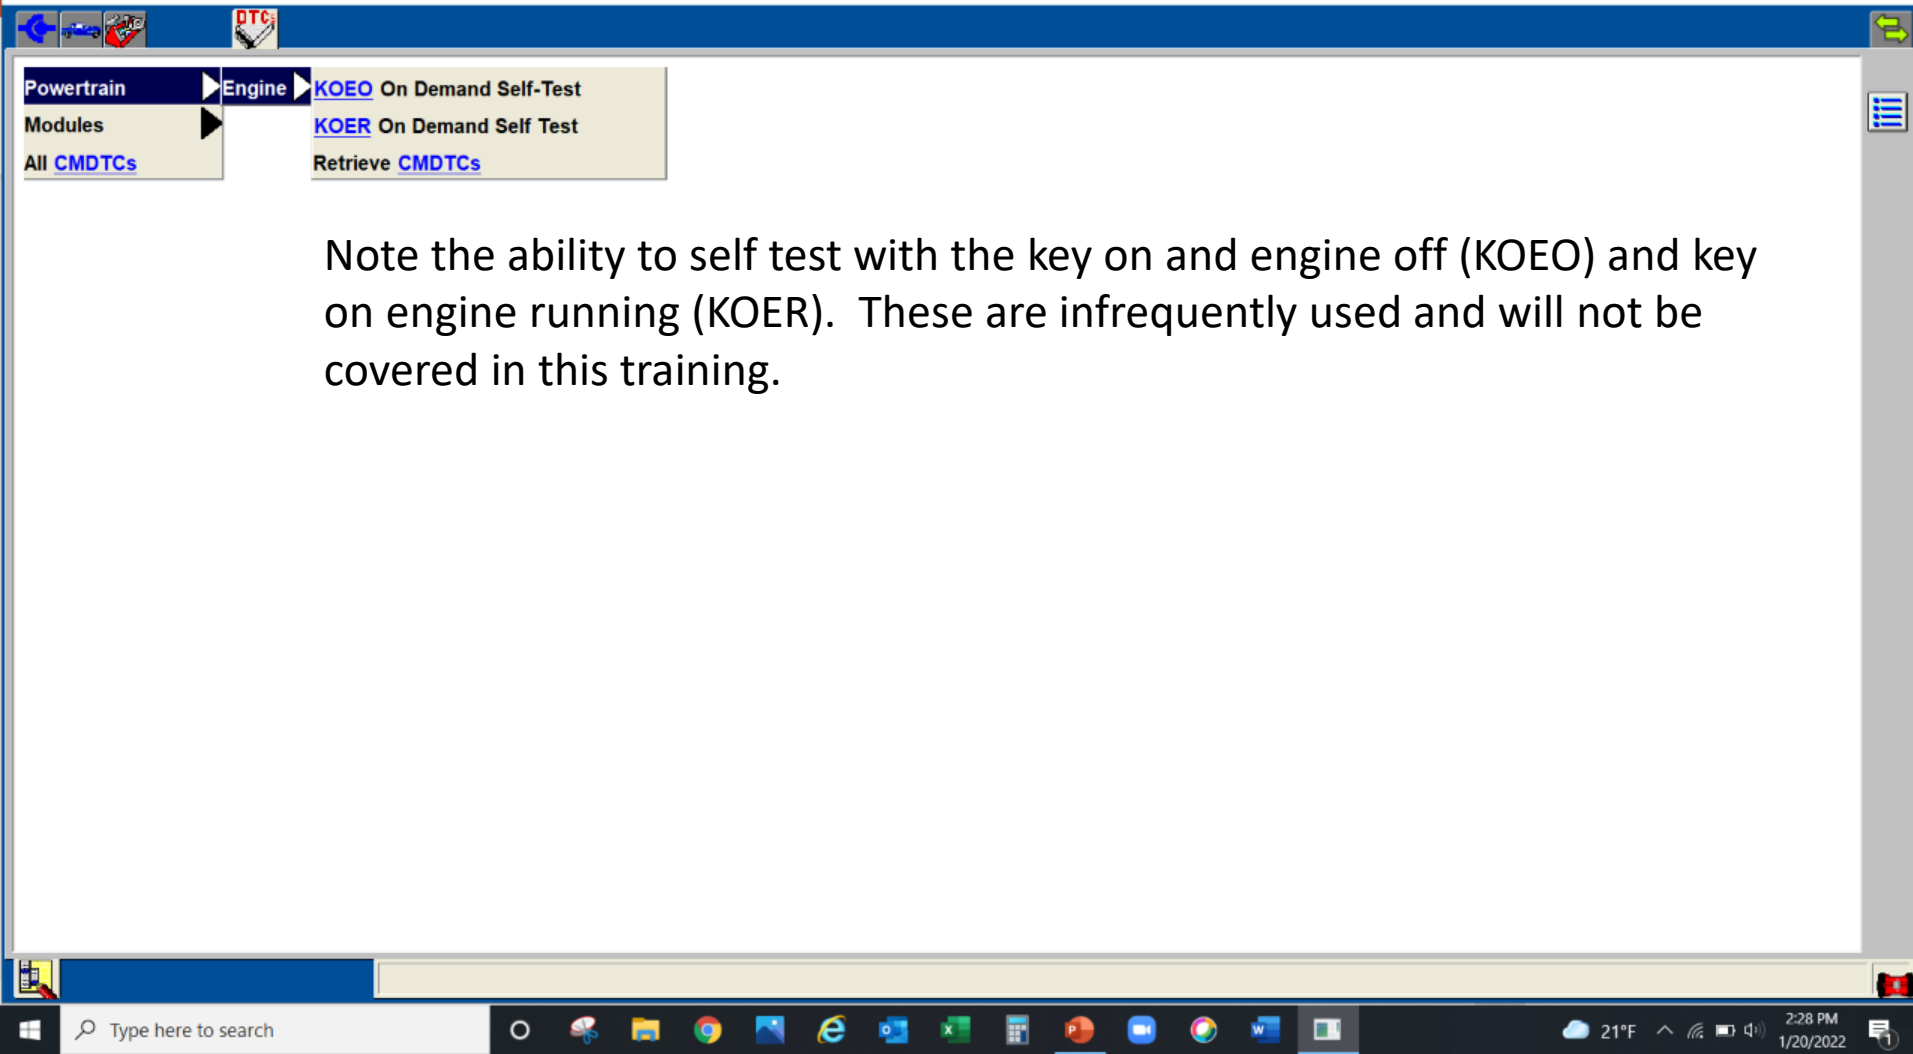 DTCs
Powertrain
Engine
KOEO On Demand Self-Test
Modules
KOER On Demand Self Test
All CMDTCs
Retrieve CMDTCs
Note the ability to self test with the key on and engine off (KOEO) and key
on engine running (KOER).  These are infrequently used and will not be
covered in this training.
Type here to search
21°F
2:28 PM
1/20/2022
1